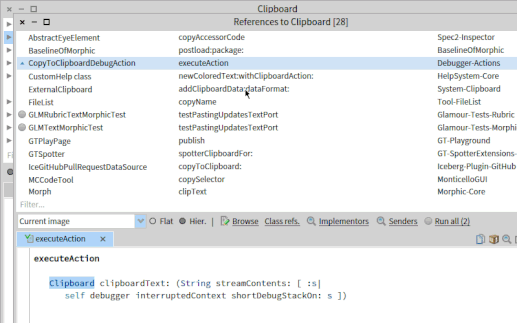 Clipboard
References to Clipboard [28]
AbstractEyeElement copyAccessorCode Spec2-Inspector
BaselineOfMorphic postload:package: BaselineOfMorphic
CopyToClipboardDebugAction executeAction Debugger-Actions
CustomHelp class newColoredText:withClipboardAction: HelpSystem-Core
ExternalClipboard addClipboardData:dataFormat: System-Clipboard
FileList copyName Tool-FileList
GLMRubricTextMorphicTest testPastingUpdatesTextPort Glamour-Tests-Rubric
GLMTextMorphicTest testPastingUpdatesTextPort Glamour-Tests-Morphi
GTPlayPage publish GT-Playground
GTSpotter spotterClipboardFor: GT-SpotterExtensions-
IceGitHubPullRequestDataSource copyToClipboard: Iceberg-Plugin-GitHub
MCCodeTool copySelector MonticelloGUI
Morph clipText Morphic-Core
Filter...
Current image Flat Hier. Browse Class refs. Implementors Senders Run all (2)
executeAction
executeAction
Clipboard clipboardText: (String streamContents: [ :s|
self debugger interruptedContext shortDebugStackOn: s ])